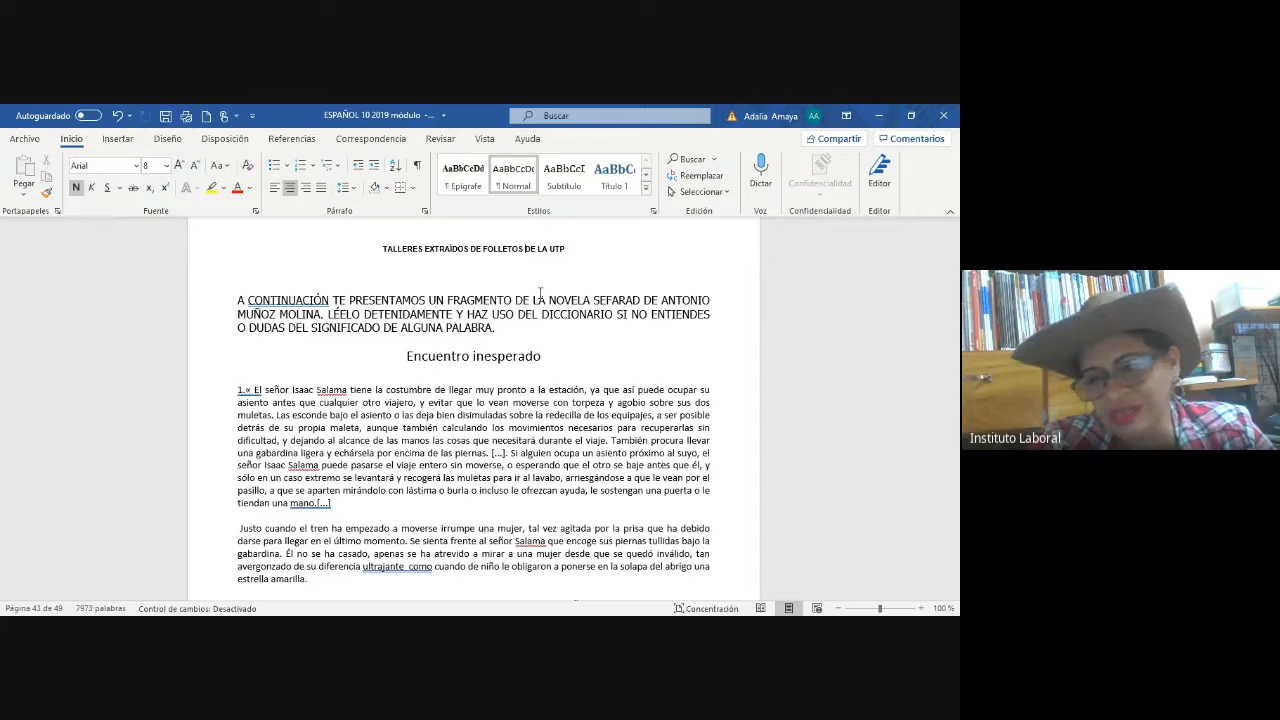 Autoguardado
ESPAÑOL 10 2019 módulo -...
Buscar
Adalia Amaya
AA
Archivo Inicio Insertar Diseño Disposición Referencias Correspondencia Revisar Vista Ayuda
Compartir Comentarios
Arial 8
Pegar
AaBbCcDd AaBbCcDc AaBbCcD AaBbC
¶ Epígrafe ¶ Normal Subtítulo Título 1
Buscar
Reemplazar
Seleccionar
Dictar Confidencialidad Editor
Portapapeles Fuente Párrafo Estilos Edición Voz Confidencialidad Editor
TALLERES EXTRAÍDOS DE FOLLETOS DE LA UTP
A CONTINUACIÓN TE PRESENTAMOS UN FRAGMENTO DE LA NOVELA SEFARAD DE ANTONIO
MUÑOZ MOLINA. LÉELO DETENIDAMENTE Y HAZ USO DEL DICCIONARIO SI NO ENTIENDES
O DUDAS DEL SIGNIFICADO DE ALGUNA PALABRA.
Encuentro inesperado
1.« El señor Isaac Salama tiene la costumbre de llegar muy pronto a la estación, ya que así puede ocupar su
asiento antes que cualquier otro viajero, y evitar que lo vean moverse con torpeza y agobio sobre sus dos
muletas. Las esconde bajo el asiento o las deja bien disimuladas sobre la redecilla de los equipajes, a ser posible
detrás de su propia maleta, aunque también calculando los movimientos necesarios para recuperarlas sin
dificultad, y dejando al alcance de las manos las cosas que necesitará durante el viaje. También procura llevar
una gabardina ligera y echársela por encima de las piernas. [...]. Si alguien ocupa un asiento próximo al suyo, el
señor Isaac Salama puede pasarse el viaje entero sin moverse, o esperando que el otro se baje antes que él, y
sólo en un caso extremo se levantará y recogerá las muletas para ir al lavabo, arriesgándose a que le vean por el
pasillo, a que se aparten mirándolo con lástima o burla o incluso le ofrezcan ayuda, le sostengan una puerta o le
tiendan una mano.[...]
Justo cuando el tren ha empezado a moverse irrumpe una mujer, tal vez agitada por la prisa que ha debido
darse para llegar en el último momento. Se sienta frente al señor Salama que encoge sus piernas tullidas bajo la
gabardina. Él no se ha casado, apenas se ha atrevido a mirar a una mujer desde que se quedó inválido, tan
avergonzado de su diferencia ultrajante como cuando de niño le obligaron a ponerse en la solapa del abrigo una
estrella amarilla.
Página 43 de 49 7973 palabras Control de cambios: Desactivado
Concentración
100 %
Instituto Laboral